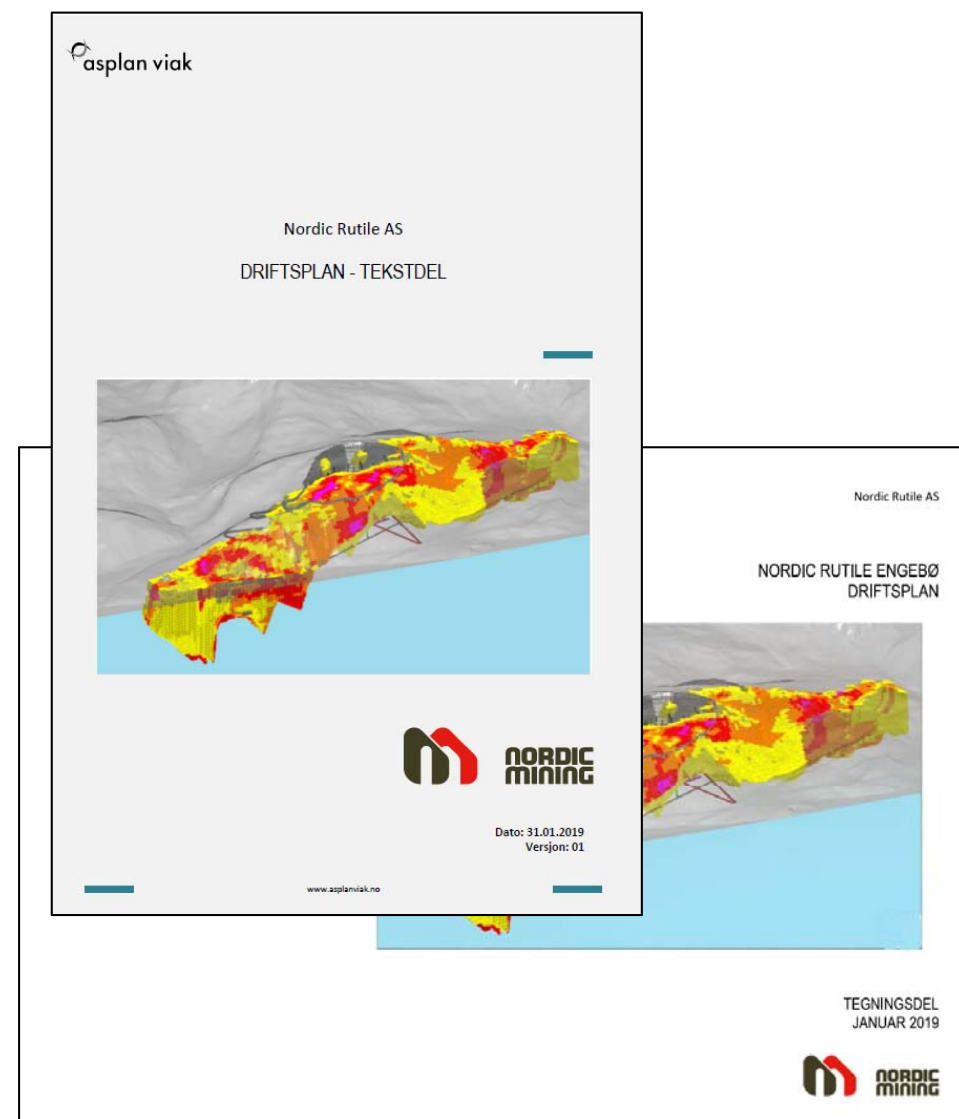 asplan viak
Nordic Rutile AS
DRIFTSPLAN - TEKSTDEL
NORDIC
MINING
Dato: 31.01.2019
Versjon: 01
www.asplanviak.no
Nordic Rutile AS
NORDIC RUTILE ENGEBØ
DRIFTSPLAN
TEGNINGSDEL
JANUAR 2019
NORDIC
MINING